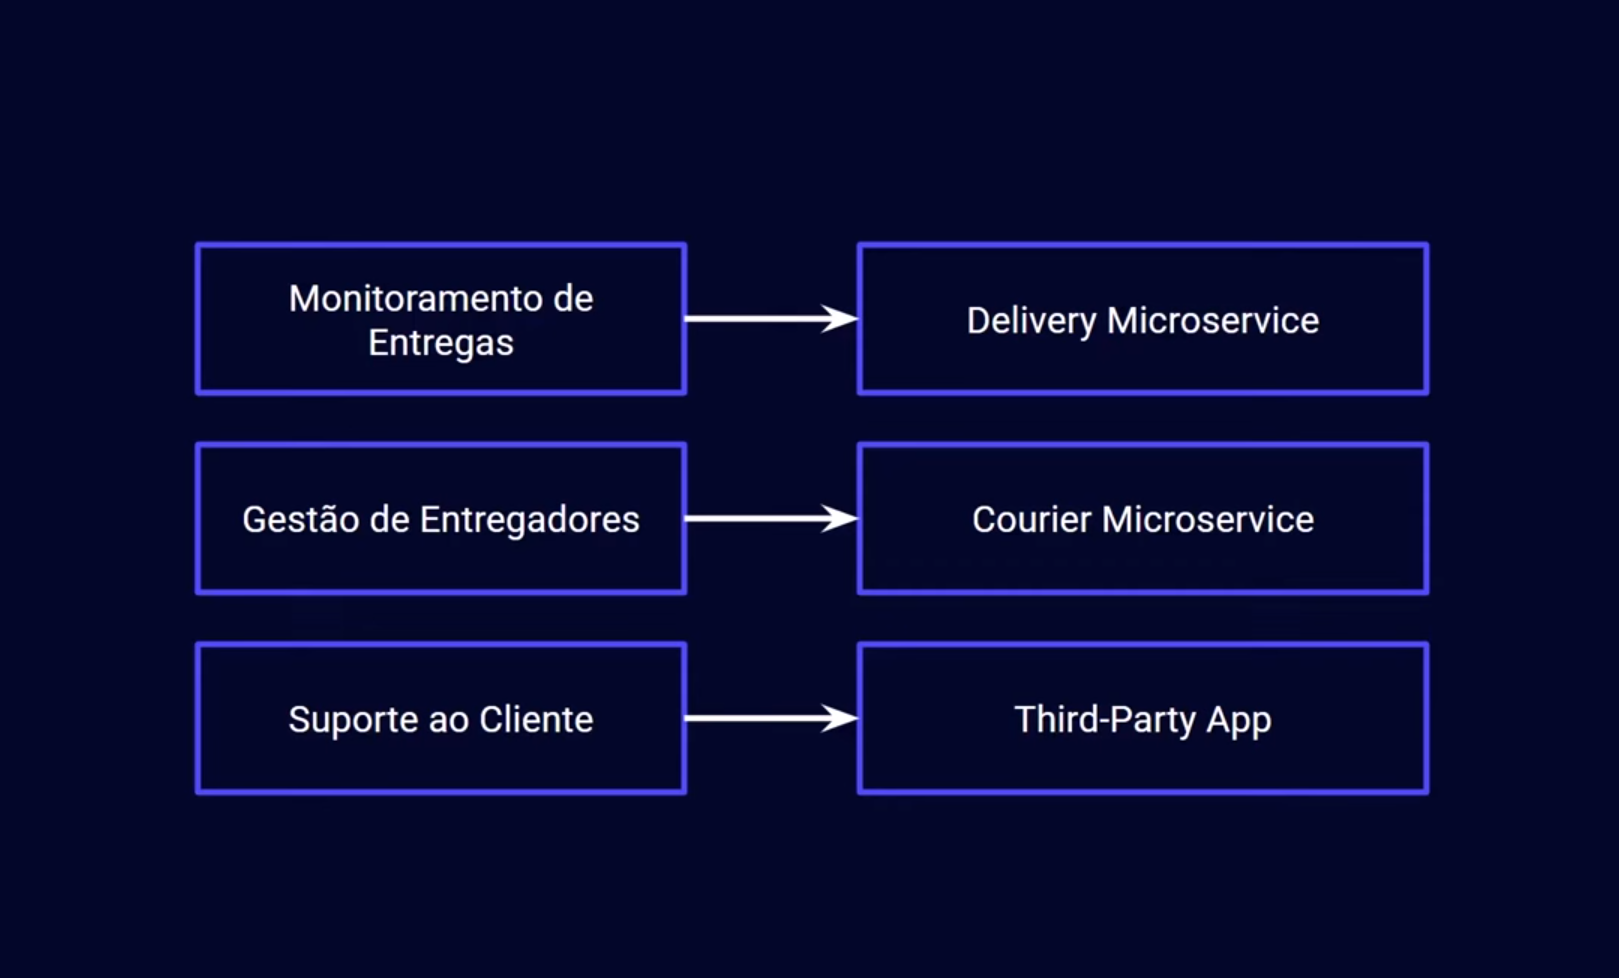 Monitoramento de
Entregas
Delivery Microservice
Gestão de Entregadores
Courier Microservice
Suporte ao Cliente
Third-Party App